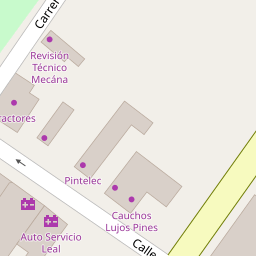 Carre
Revisión
Técnico
Mecána
ractores
Pintelec
Cauchos
Lujos Pines
Auto Servicio
Leal
Calle